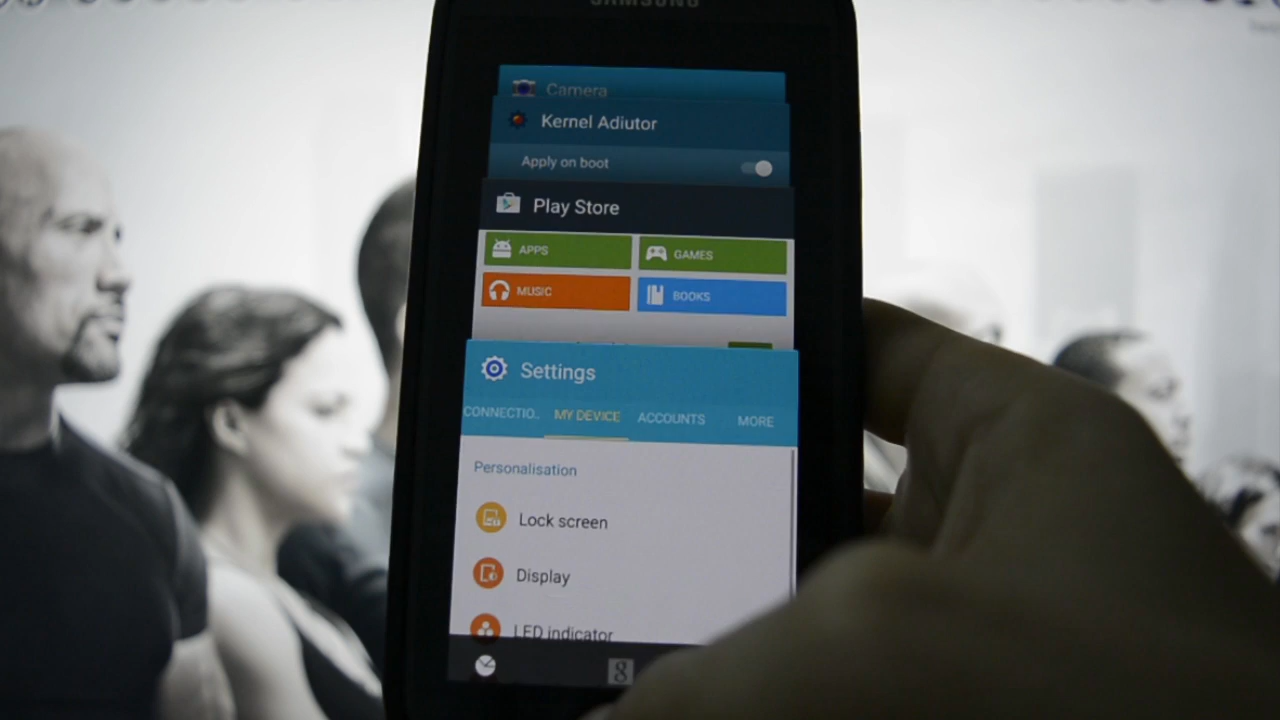 SAMSUNG
Camera
Kernel Adiutor
Apply on boot
Play Store
APPS
GAMES
MUSIC
BOOKS
Settings
CONNECTIO..
MY DEVICE
ACCOUNTS
MORE
Personalisation
Lock screen
Display
LED indicator
8